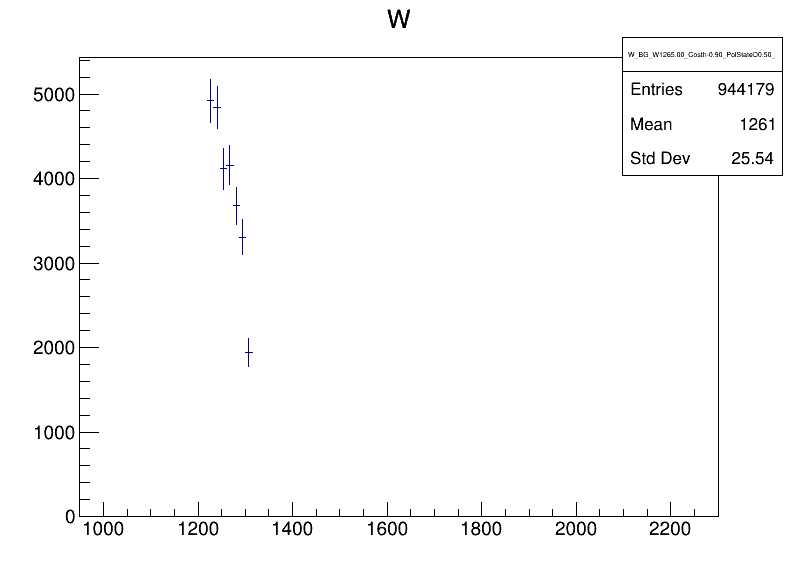 W
W_BG_W1265.00_Costh-0.90_PolStateD0.50_
Entries 944179
Mean 1261
Std Dev 25.54
5000
4000
3000
2000
1000
0
1000 1200 1400 1600 1800 2000 2200